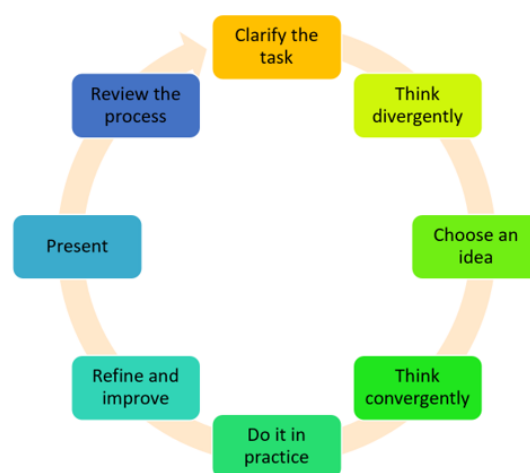 Clarify the
task
Think
divergently
Choose an
idea
Think
convergently
Do it in
practice
Refine and
improve
Present
Review the
process